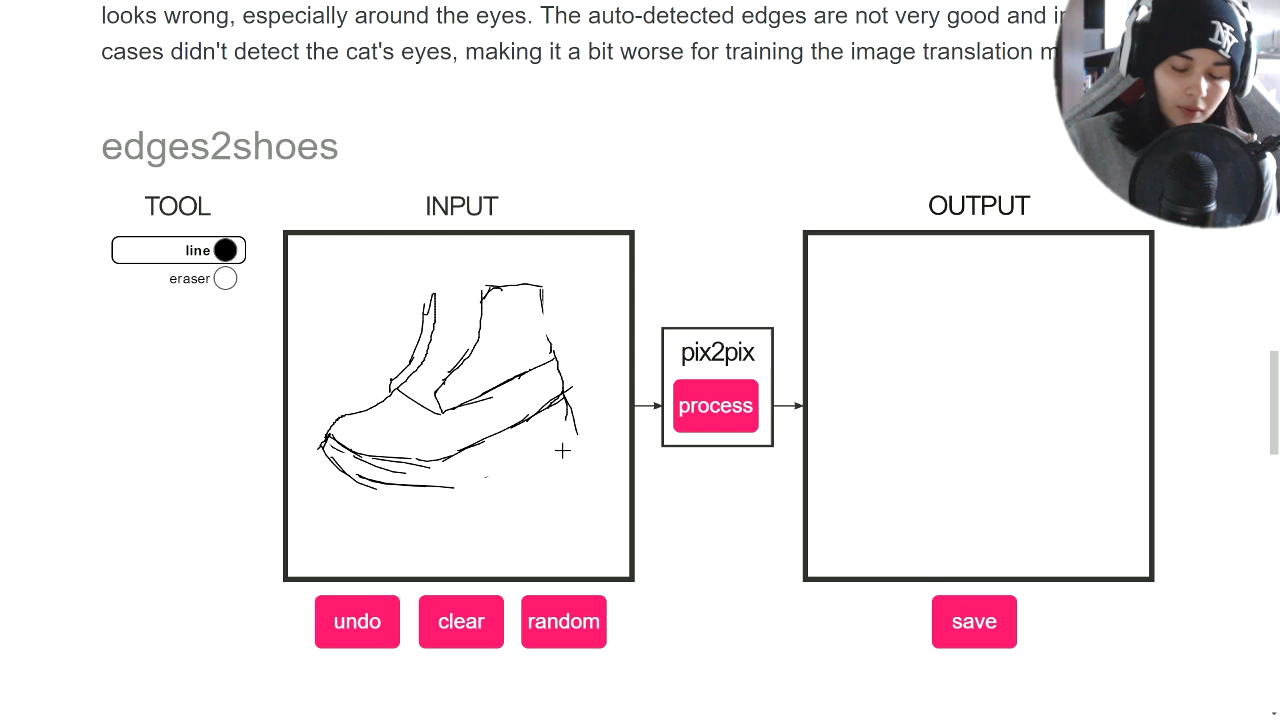 looks wrong, especially around the eyes. The auto-detected edges are not very good and
cases didn't detect the cat's eyes, making it a bit worse for training the image translation
edges2shoes
TOOL
INPUT
OUTPUT
line
eraser
pix2pix
process
undo
clear
random
save
NY